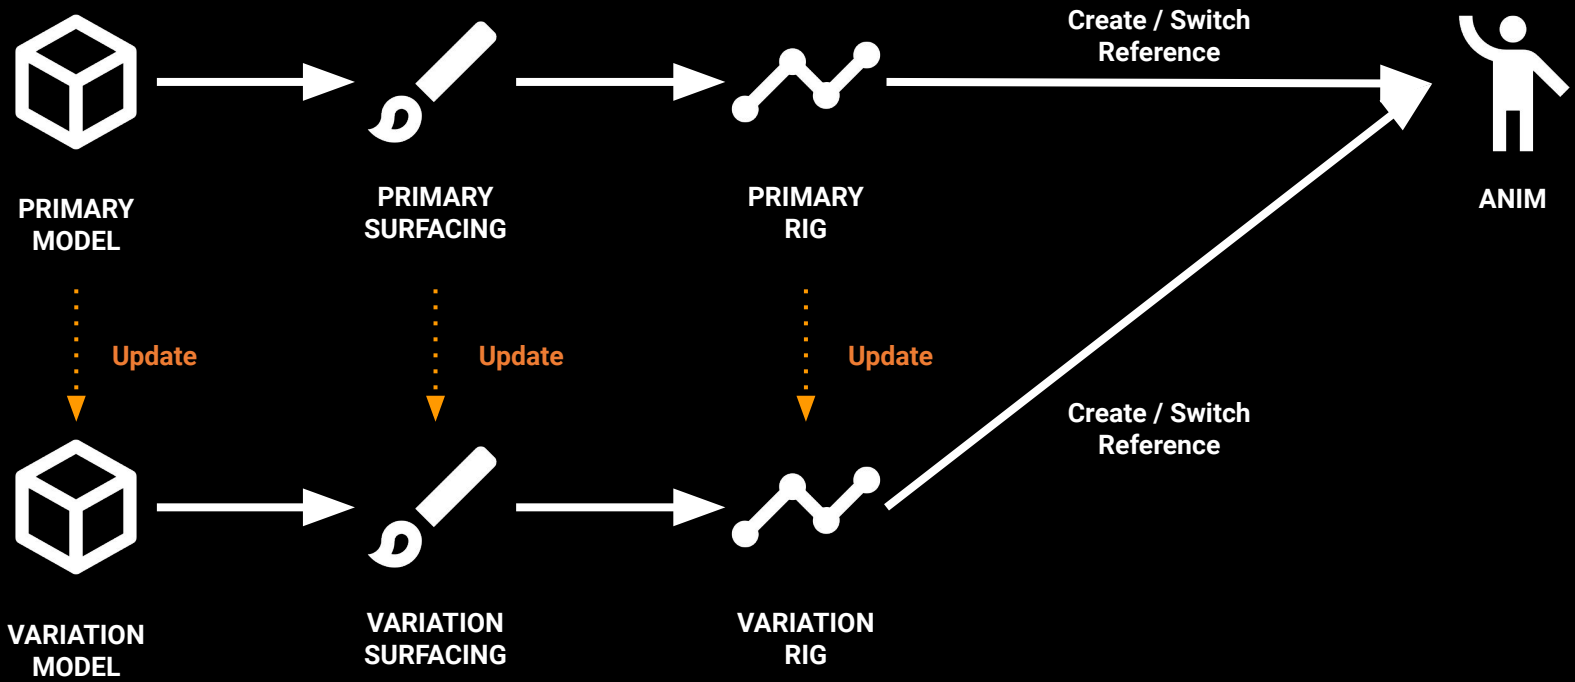 Create / Switch
Reference
PRIMARY
MODEL
PRIMARY
SURFACING
PRIMARY
RIG
ANIM
Update
Update
Update
Create / Switch
Reference
VARIATION
MODEL
VARIATION
SURFACING
VARIATION
RIG